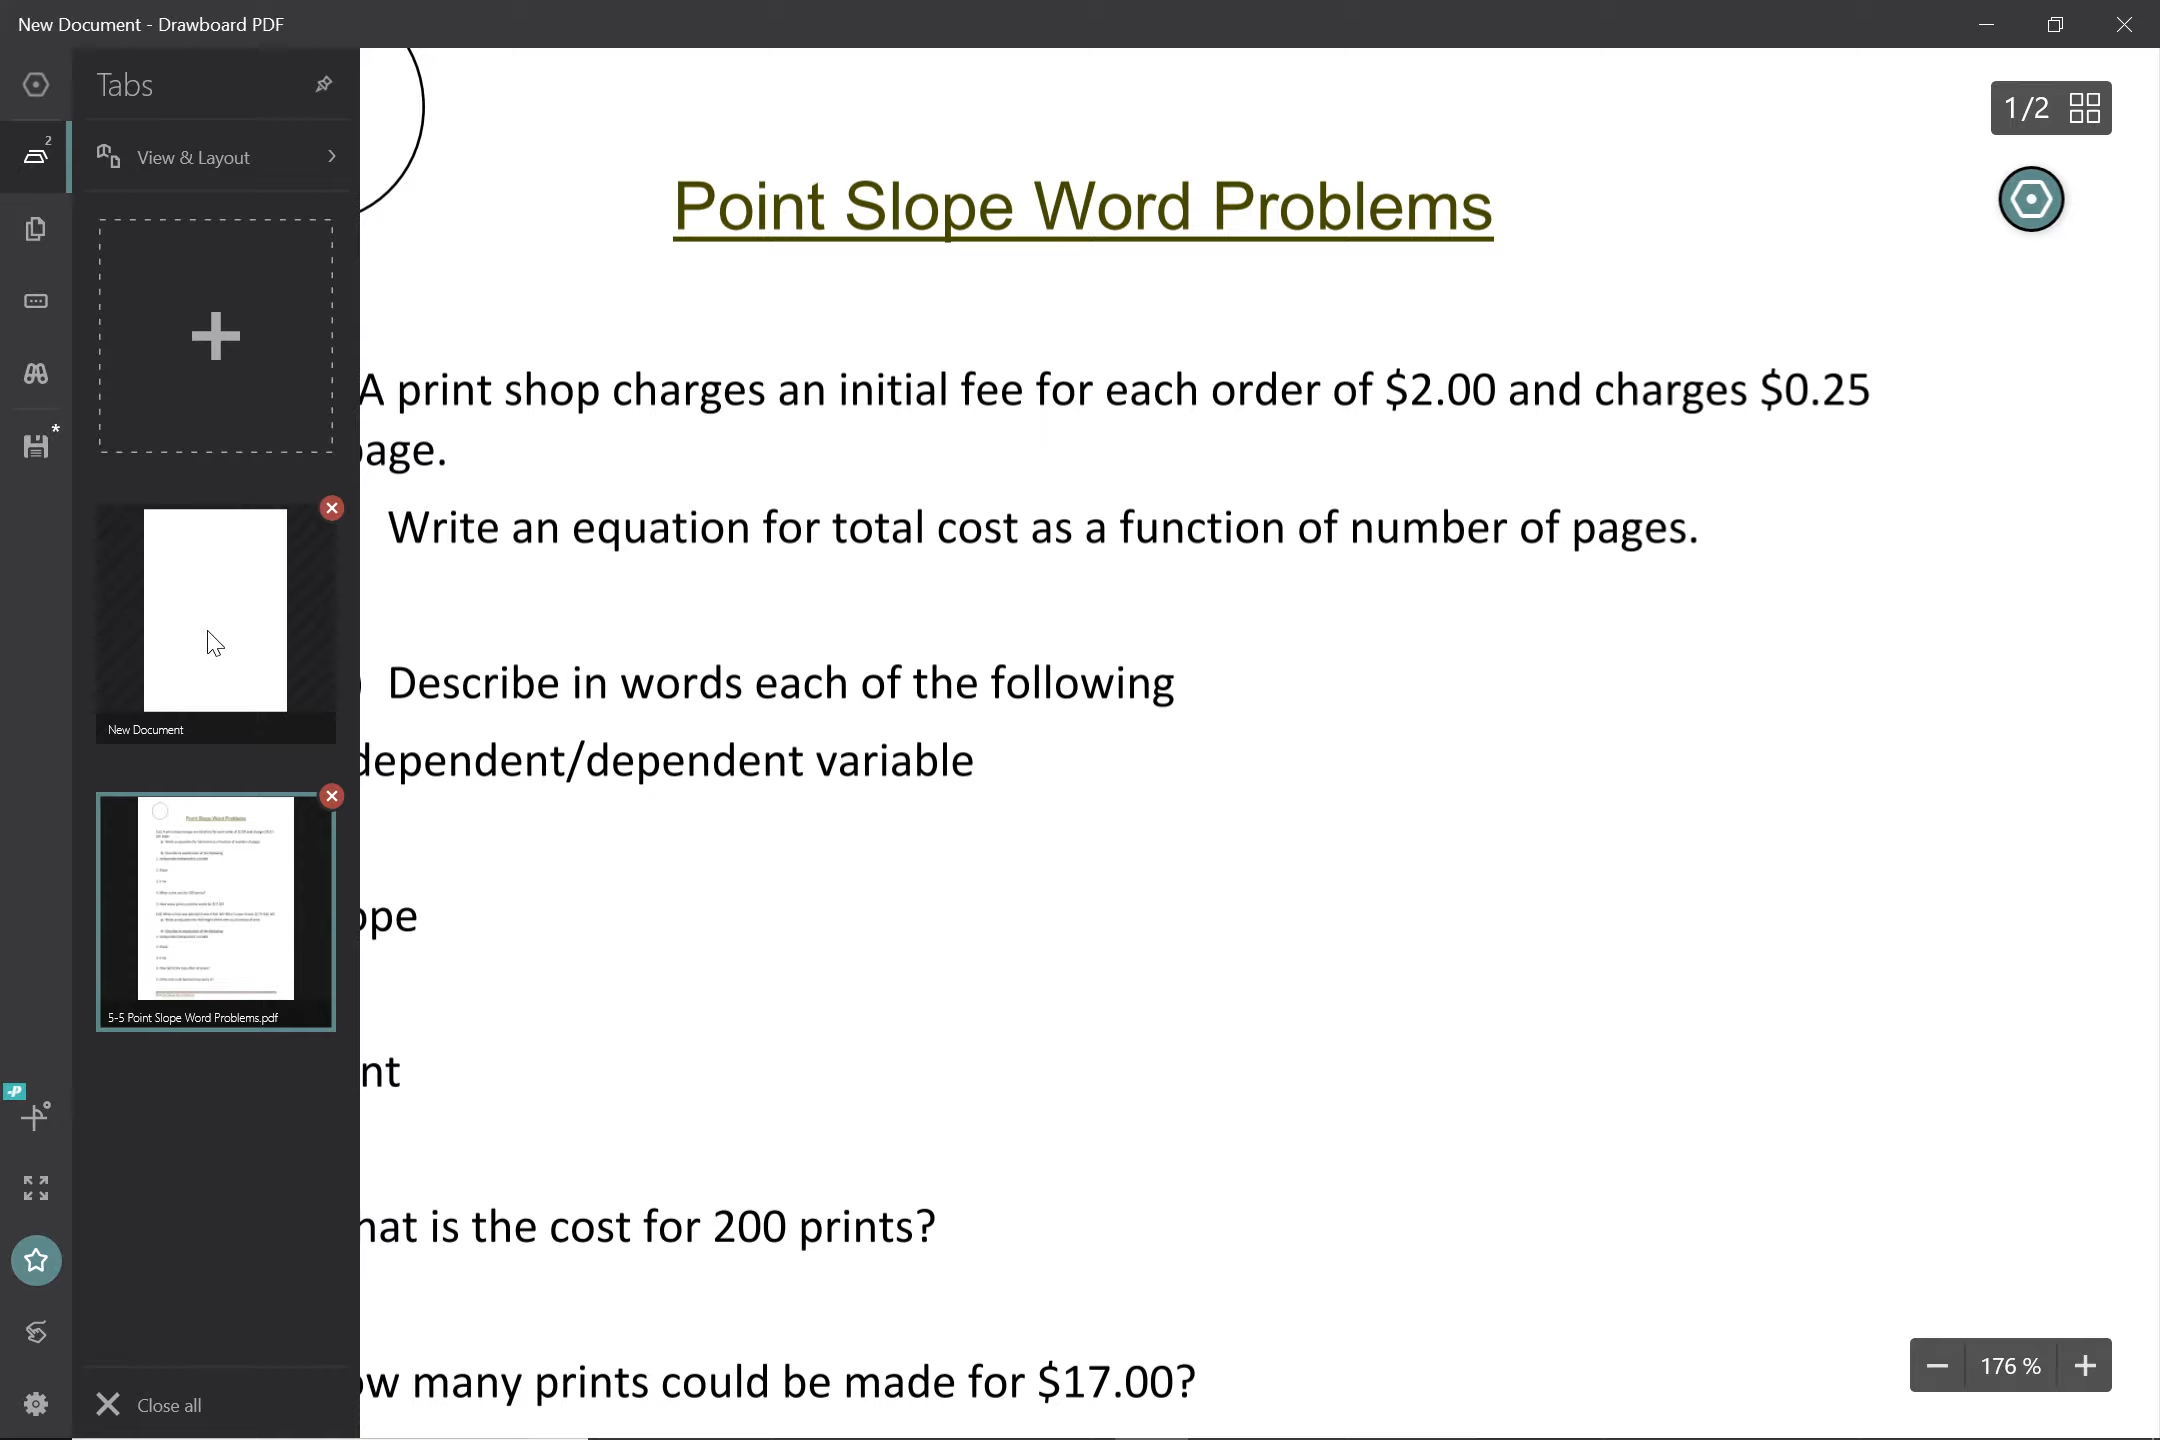 New Document - Drawboard PDF
Tabs
2
View & Layout
New Document
5-5 Point Slope Word Problems.pdf
Close all
1/2
Point Slope Word Problems
A print shop charges an initial fee for each order of $2.00 and charges $0.25
age.
Write an equation for total cost as a function of number of pages.
) Describe in words each of the following
dependent/dependent variable
ope
nt
hat is the cost for 200 prints?
ow many prints could be made for $17.00?
176 %